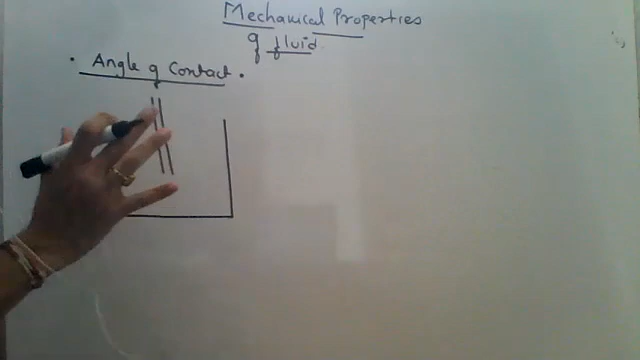 Mechanical Properties
of fluid.
• Angle of Contact.